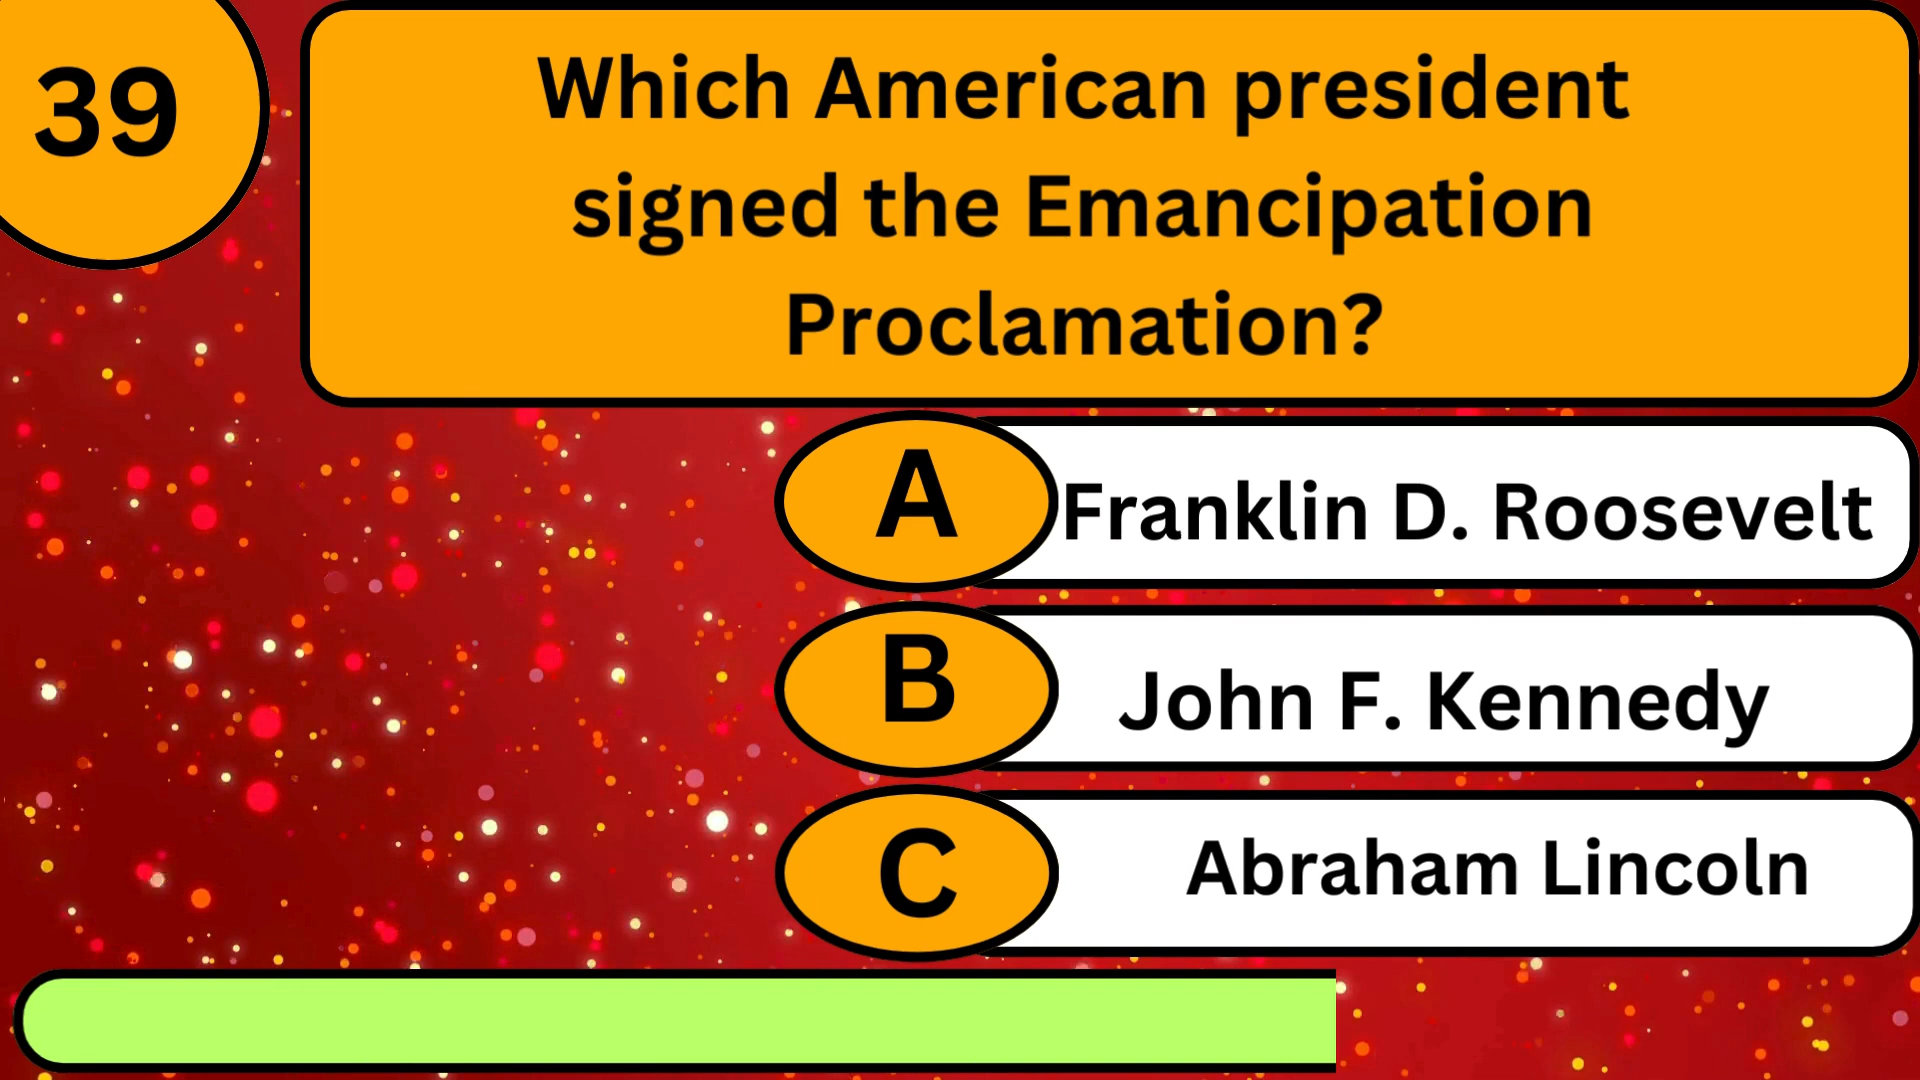 39
Which American president
signed the Emancipation
Proclamation?
A
Franklin D. Roosevelt
B
John F. Kennedy
C
Abraham Lincoln